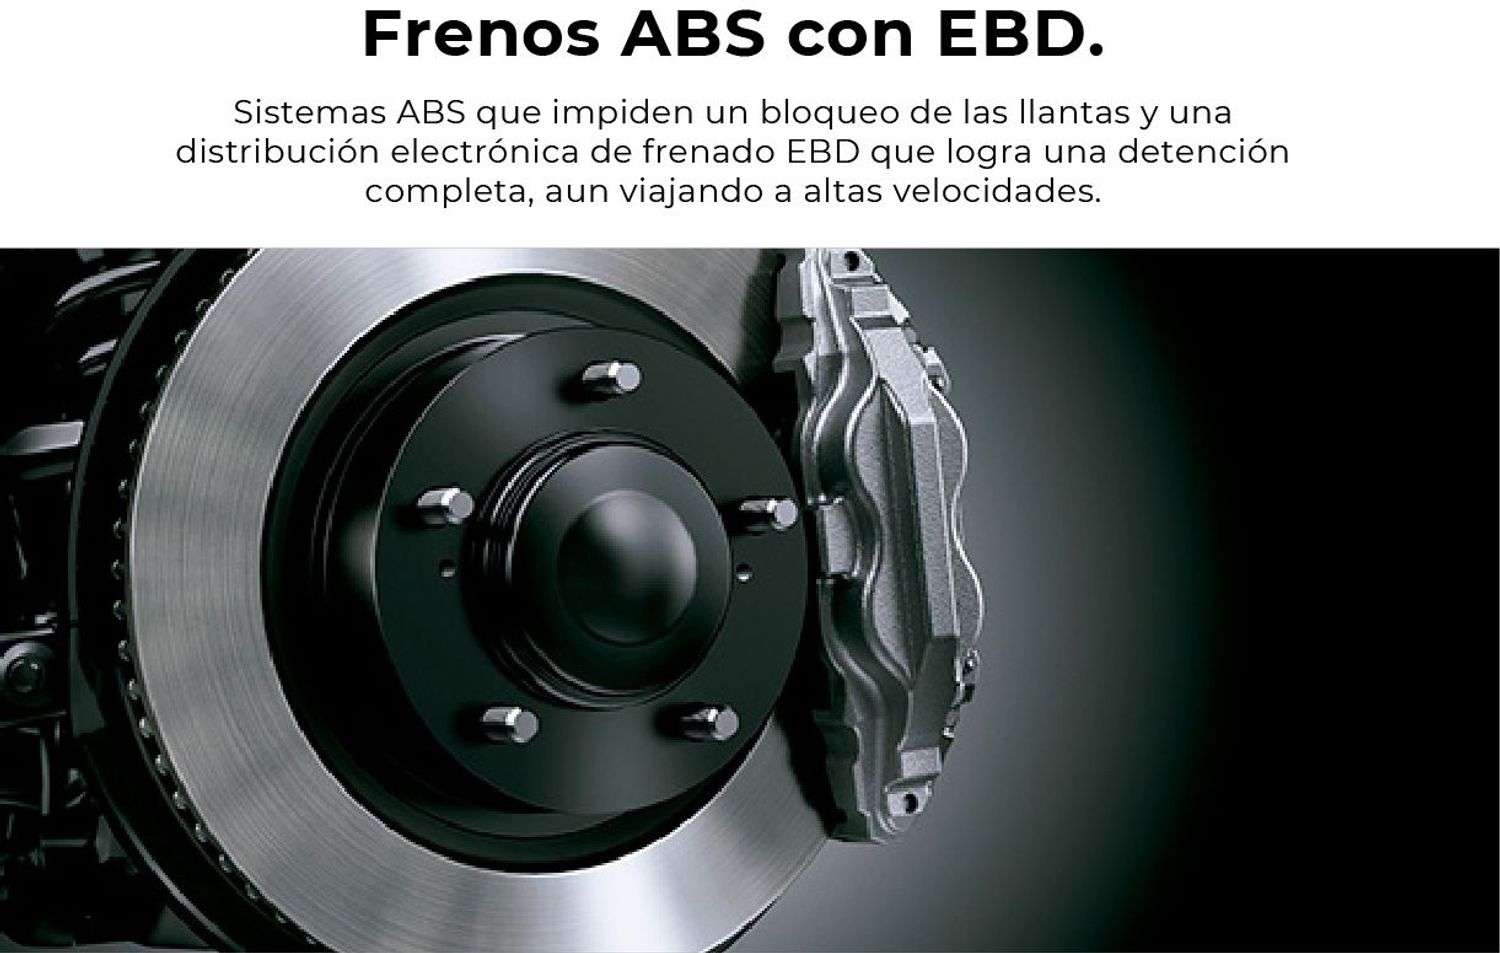 Frenos ABS con EBD.
Sistemas ABS que impiden un bloqueo de las llantas y una
distribución electrónica de frenado EBD que logra una detención
completa, aun viajando a altas velocidades.